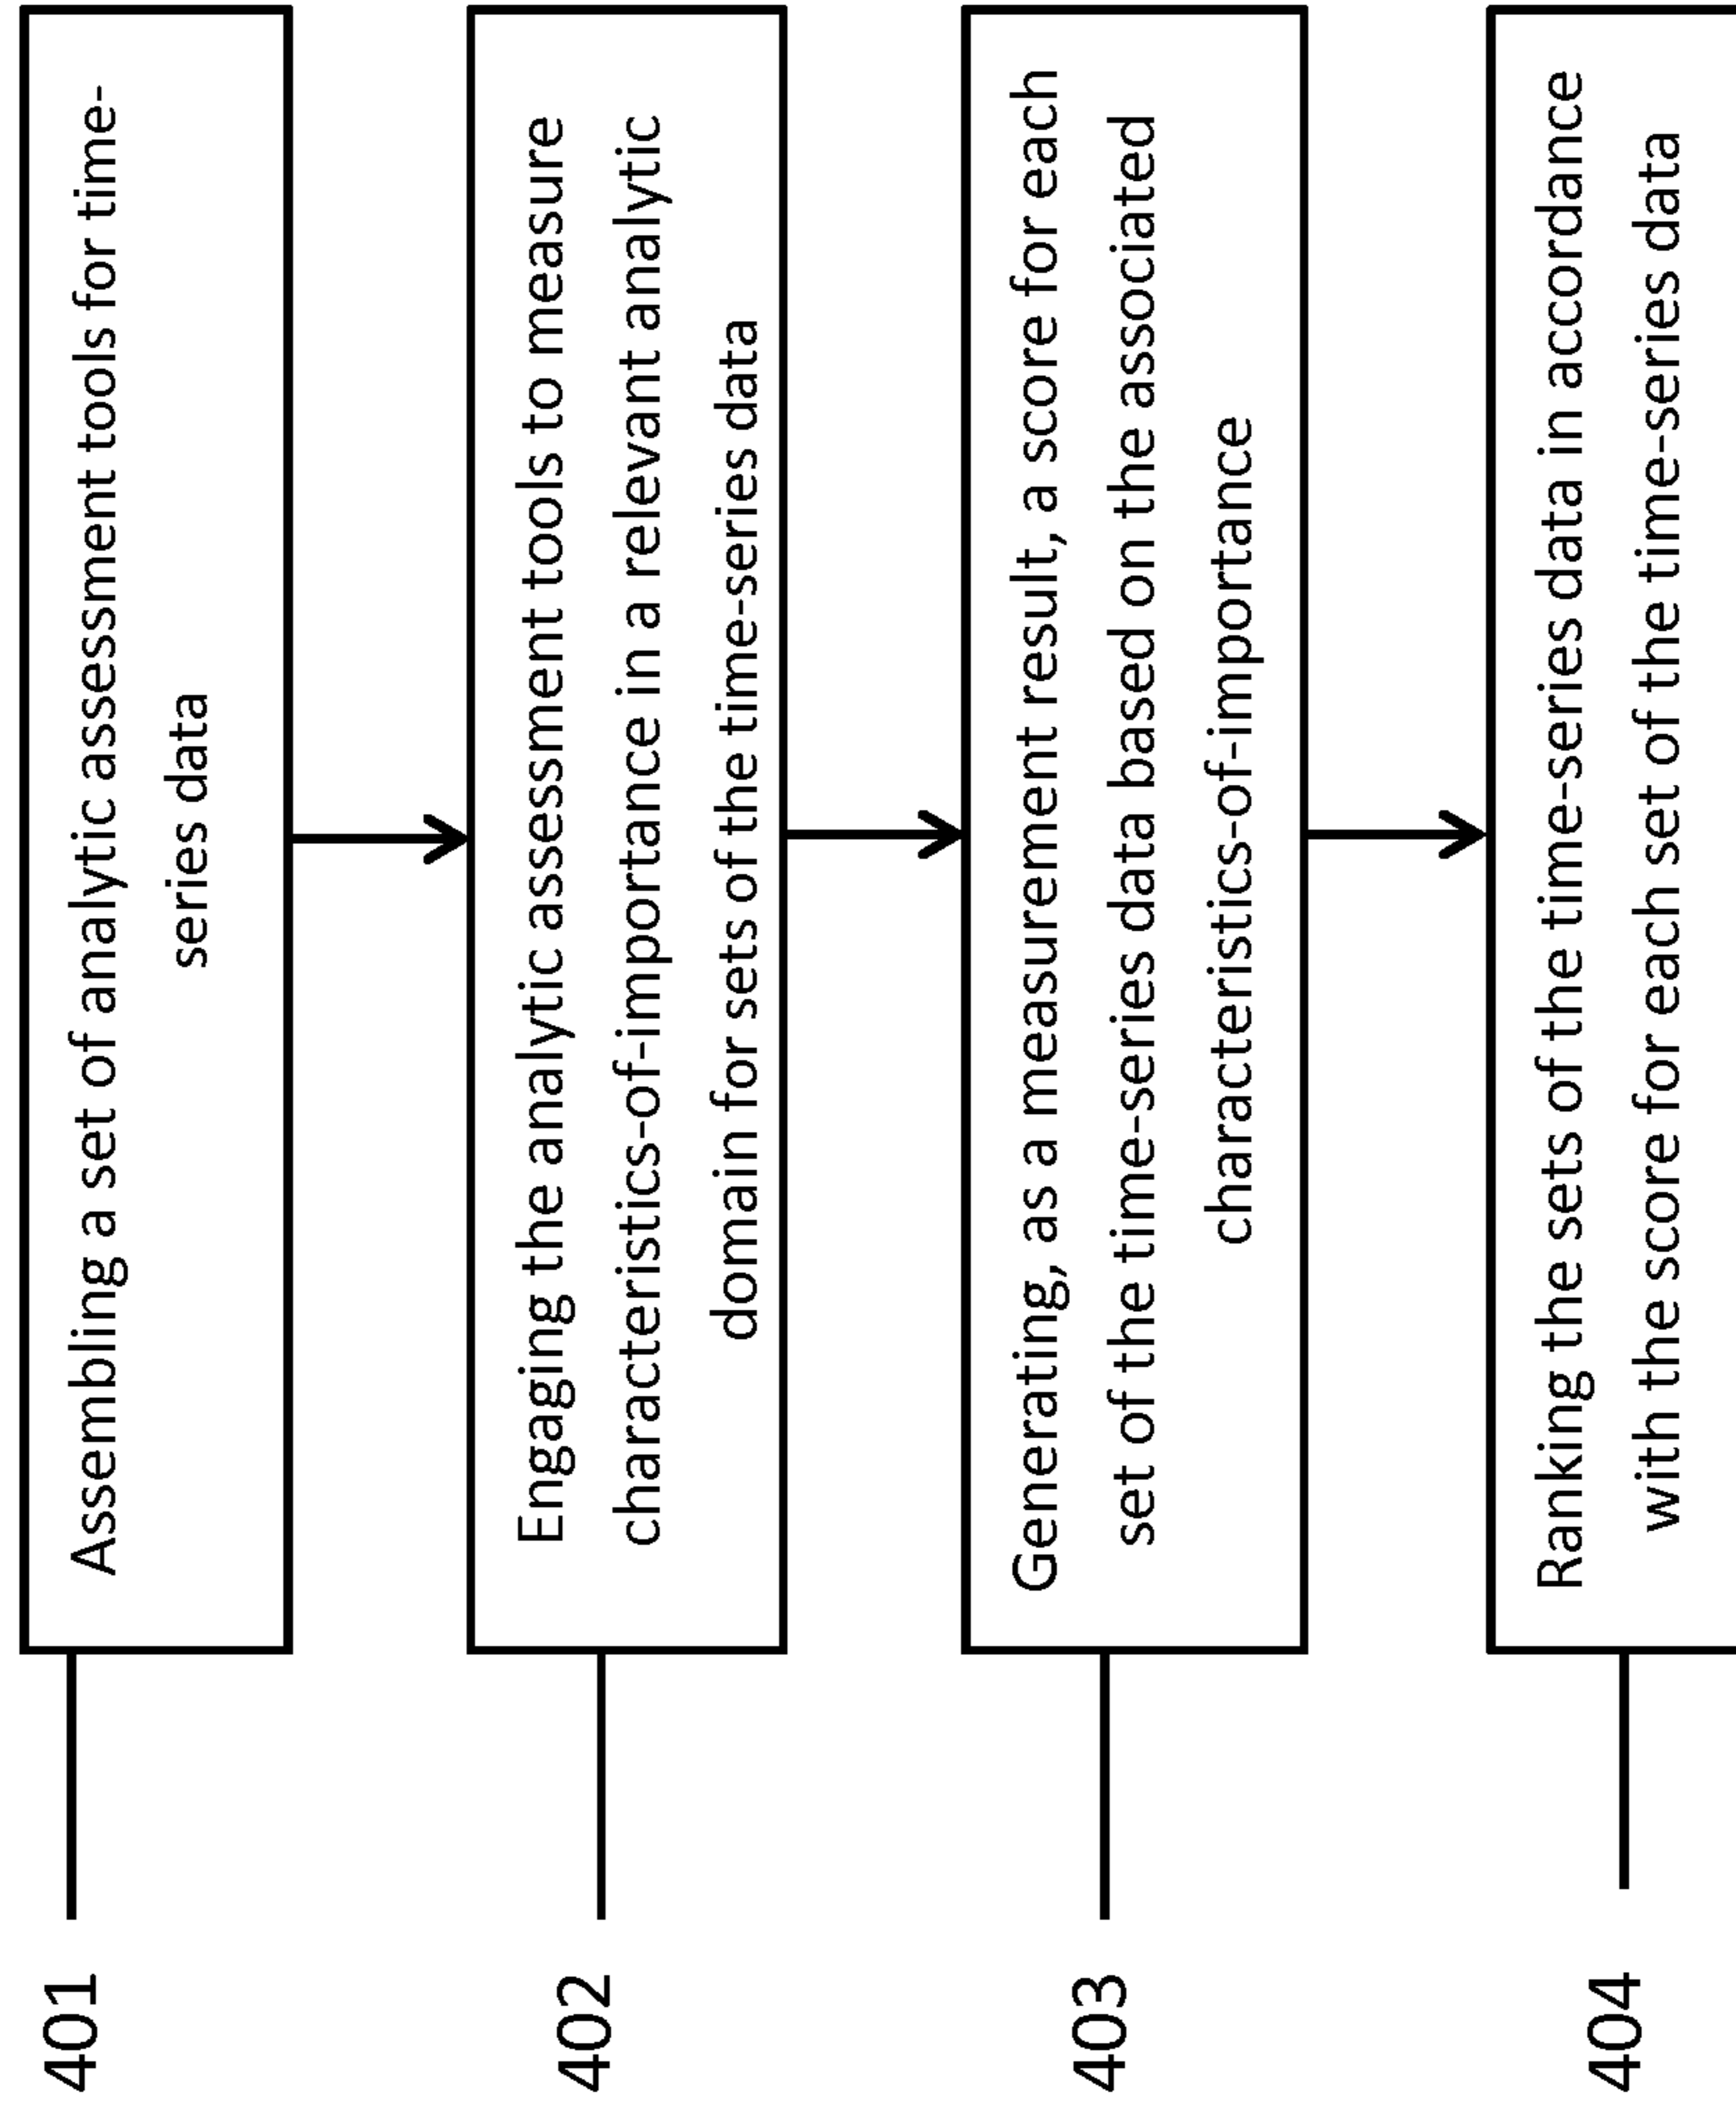 401
Assembling a set of analytic assessment tools for time-
series data
402
Engaging the analytic assessment tools to measure
characteristics-of-importance in a relevant analytic
domain for sets of the time-series data
403
Generating, as a measurement result, a score for each
set of the time-series data based on the associated
characteristics-of-importance
404
Ranking the sets of the time-series data in accordance
with the score for each set of the time-series data